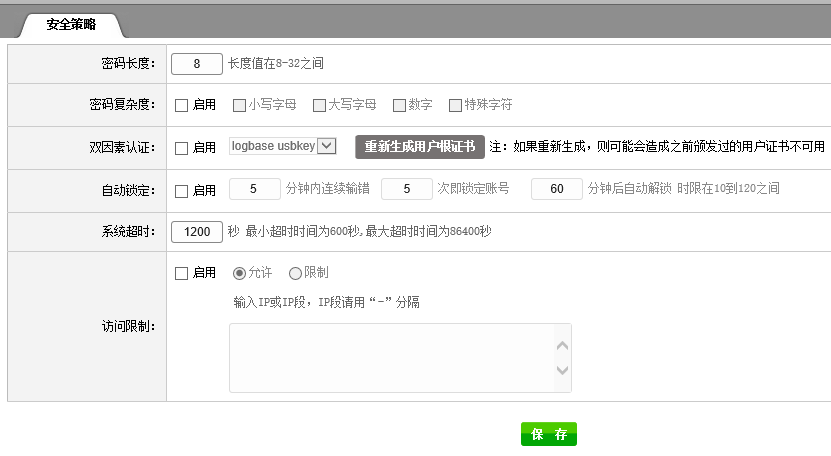 安全策略
密码长度： 8 长度值在8-32之间
密码复杂度： 启用 小写字母 大写字母 数字 特殊字符
双因素认证： 启用 logbase usbkey 重新生成用户根证书 注：如果重新生成，则可能会造成之前颁发过的用户证书不可用
自动锁定： 启用 5 分钟内连续输错 5 次即锁定账号 60 分钟后自动解锁 时限在10到120之间
系统超时： 1200 秒 最小超时时间为600秒,最大超时时间为86400秒
启用 允许 限制
输入IP或IP段，IP段请用“-”分隔
访问限制：
保 存